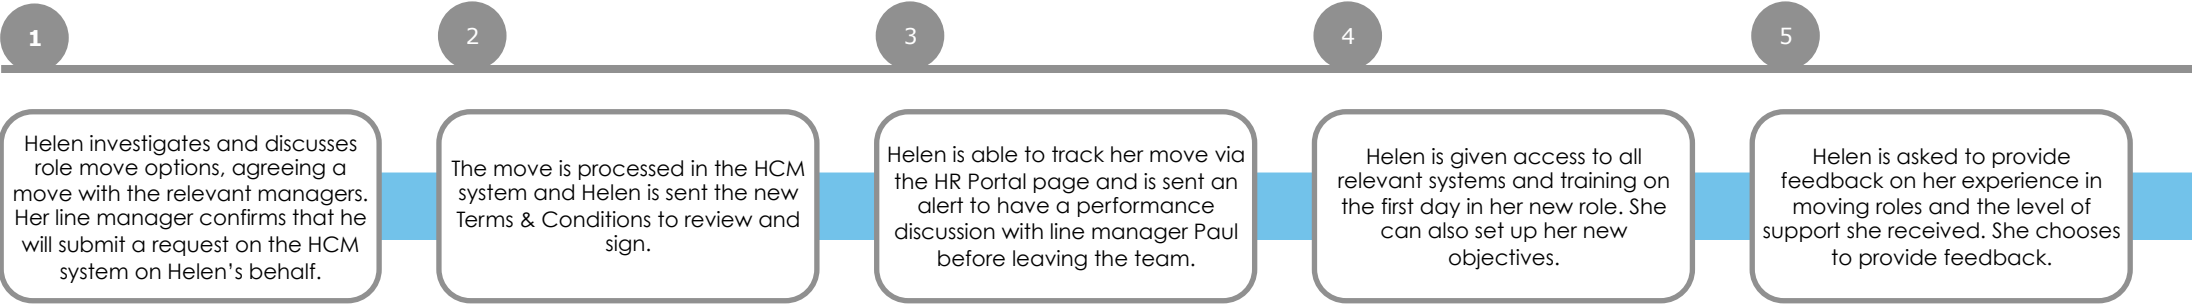 1
2
3
4
5
Helen investigates and discusses
role move options, agreeing a
move with the relevant managers.
Her line manager confirms that he
will submit a request on the HCM
system on Helen’s behalf.
The move is processed in the HCM
system and Helen is sent the new
Terms & Conditions to review and
sign.
Helen is able to track her move via
the HR Portal page and is sent an
alert to have a performance
discussion with line manager Paul
before leaving the team.
Helen is given access to all
relevant systems and training on
the first day in her new role. She
can also set up her new
objectives.
Helen is asked to provide
feedback on her experience in
moving roles and the level of
support she received. She chooses
to provide feedback.